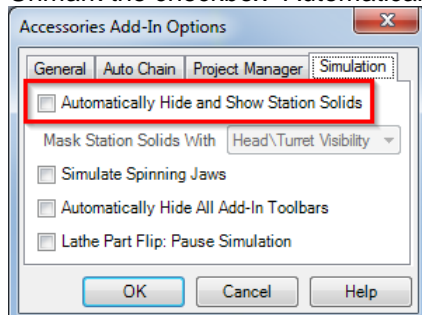 Accessories Add-In Options
General Auto Chain Project Manager Simulation
Automatically Hide and Show Station Solids
Mask Station Solids With Head\Turret Visibility
Simulate Spinning Jaws
Automatically Hide All Add-In Toolbars
Lathe Part Flip: Pause Simulation
OK Cancel Help